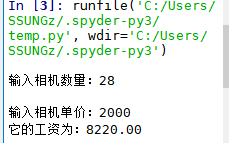 In [3]: runfile('C:/Users/
SSUNGz/.spyder-py3/
temp.py', wdir='C:/Users/
SSUNGz/.spyder-py3')
输入相机数量：28
输入相机单价：2000
它的工资为：8220.00